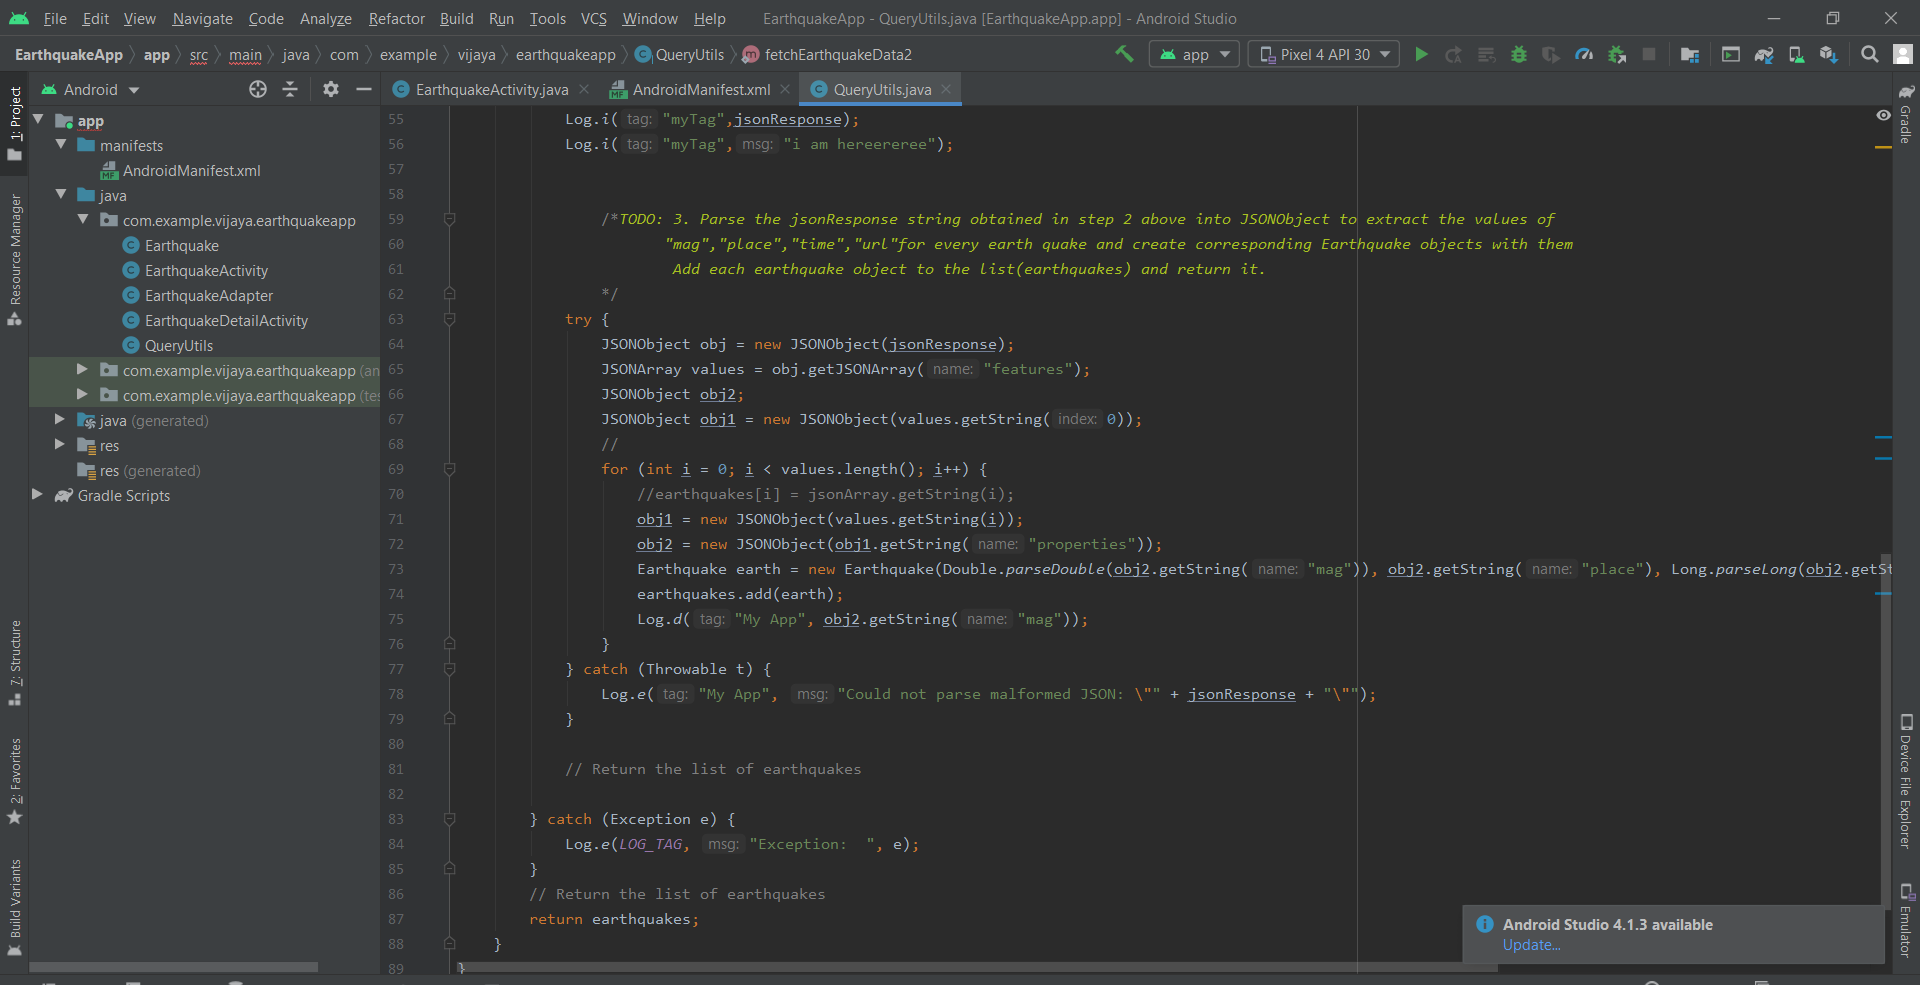 File Edit View Navigate Code Analyze Refactor Build Run Tools VCS Window Help EarthquakeApp - QueryUtils.java [EarthquakeApp.app] - Android Studio
EarthquakeApp app src main java com example vijaya earthquakeapp QueryUtils fetchEarthquakeData2 app Pixel 4 API 30
Android
EarthquakeActivity.java AndroidManifest.xml QueryUtils.java
1: Project
Resource Manager
7: Structure
2: Favorites
Build Variants
app
manifests
AndroidManifest.xml
java
com.example.vijaya.earthquakeapp
Earthquake
EarthquakeActivity
EarthquakeAdapter
EarthquakeDetailActivity
QueryUtils
com.example.vijaya.earthquakeapp (an
com.example.vijaya.earthquakeapp (tes
java (generated)
res
res (generated)
Gradle Scripts
55 Log.i( tag: "myTag",jsonResponse);
56 Log.i( tag: "myTag", msg: "i am hereereree");
57
58
59 /*TODO: 3. Parse the jsonResponse string obtained in step 2 above into JSONObject to extract the values of
60 "mag","place","time","url"for every earth quake and create corresponding Earthquake objects with them
61 Add each earthquake object to the list(earthquakes) and return it.
62 */
63 try {
64 JSONObject obj = new JSONObject(jsonResponse);
65 JSONArray values = obj.getJSONArray( name: "features");
66 JSONObject obj2;
67 JSONObject obj1 = new JSONObject(values.getString( index: 0));
68 //
69 for (int i = 0; i < values.length(); i++) {
70 //earthquakes[i] = jsonArray.getString(i);
71 obj1 = new JSONObject(values.getString(i));
72 obj2 = new JSONObject(obj1.getString( name: "properties"));
73 Earthquake earth = new Earthquake(Double.parseDouble(obj2.getString( name: "mag")), obj2.getString( name: "place"), Long.parseLong(obj2.getSt
74 earthquakes.add(earth);
75 Log.d( tag: "My App", obj2.getString( name: "mag"));
76 }
77 } catch (Throwable t) {
78 Log.e( tag: "My App", msg: "Could not parse malformed JSON: \"" + jsonResponse + "\"");
79 }
80
81 // Return the list of earthquakes
82
83 } catch (Exception e) {
84 Log.e(LOG_TAG, msg: "Exception:  ", e);
85 }
86 // Return the list of earthquakes
87 return earthquakes;
88 }
89 }
Gradle
Device File Explorer
Emulator
Android Studio 4.1.3 available
Update...